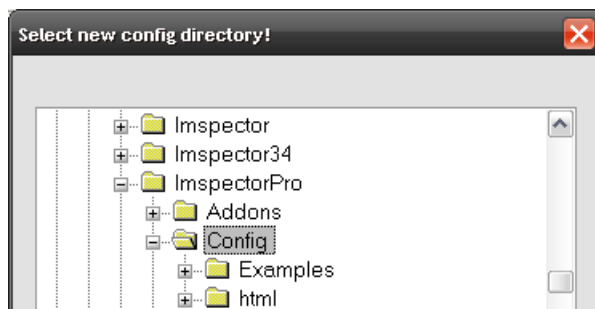 Select new config directory!
Imspector
Imspector34
ImspectorPro
Addons
Config
Examples
html